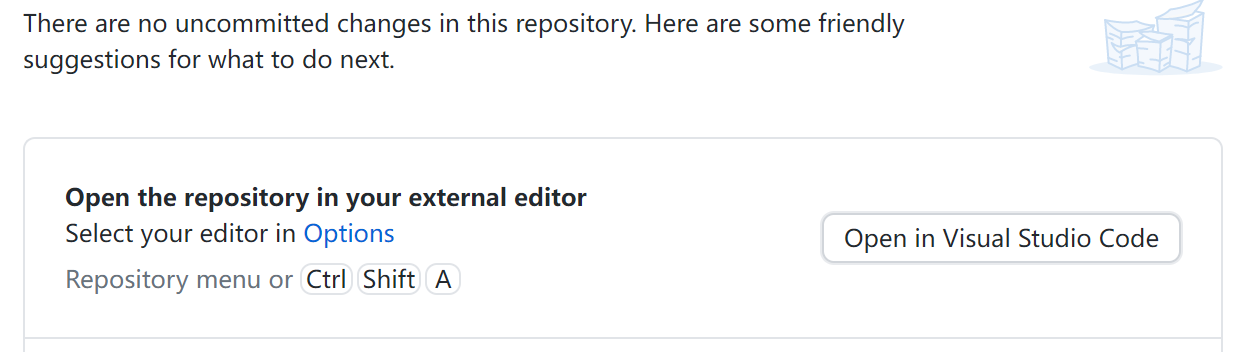 There are no uncommitted changes in this repository. Here are some friendly
suggestions for what to do next.
Open the repository in your external editor
Select your editor in Options
Open in Visual Studio Code
Repository menu or Ctrl Shift A